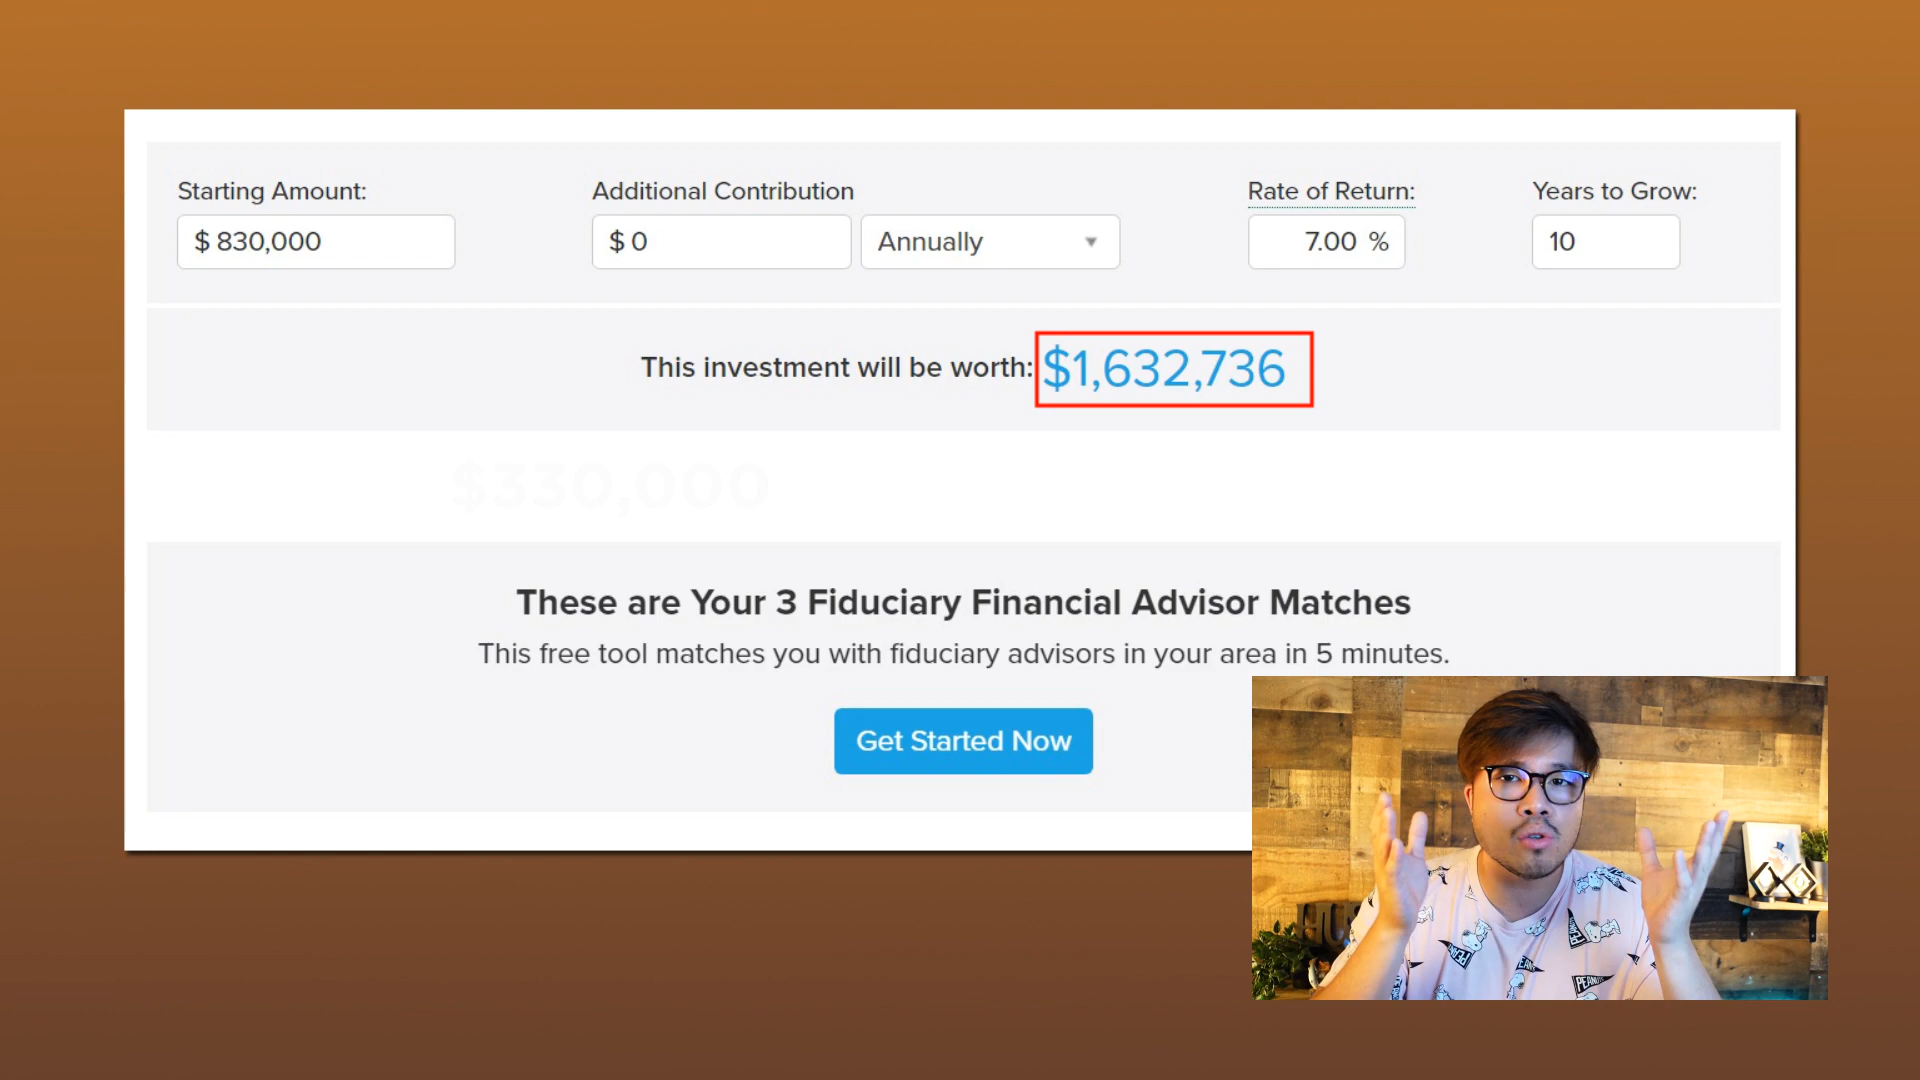 Starting Amount: Additional Contribution Rate of Return: Years to Grow:
$ 830,000 $ 0 Annually 7.00 % 10
This investment will be worth: $1,632,736
$330,000
These are Your 3 Fiduciary Financial Advisor Matches
This free tool matches you with fiduciary advisors in your area in 5 minutes.
Get Started Now
PEANUTS